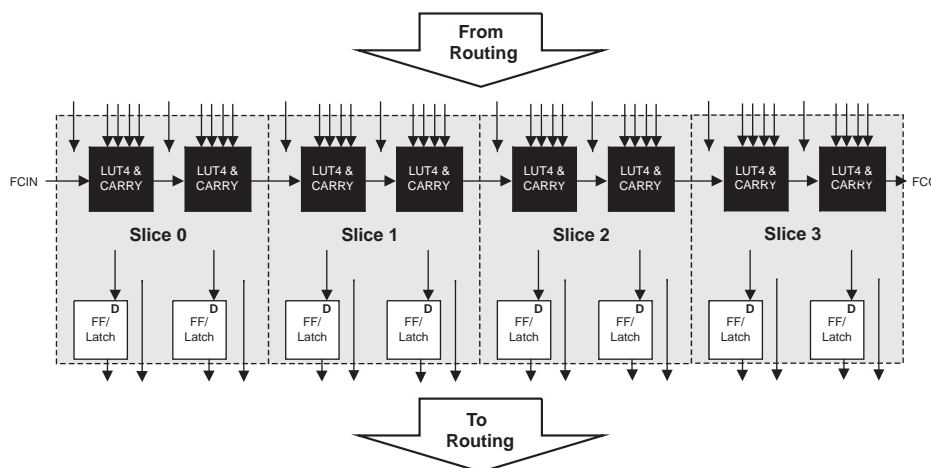 From
Routing
FCIN
LUT4 &
CARRY
LUT4 &
CARRY
LUT4 &
CARRY
LUT4 &
CARRY
LUT4 &
CARRY
LUT4 &
CARRY
LUT4 &
CARRY
LUT4 &
CARRY
Slice 0
Slice 1
Slice 2
Slice 3
D
FF/
Latch
D
FF/
Latch
D
FF/
Latch
D
FF/
Latch
D
FF/
Latch
D
FF/
Latch
D
FF/
Latch
D
FF/
Latch
To
Routing